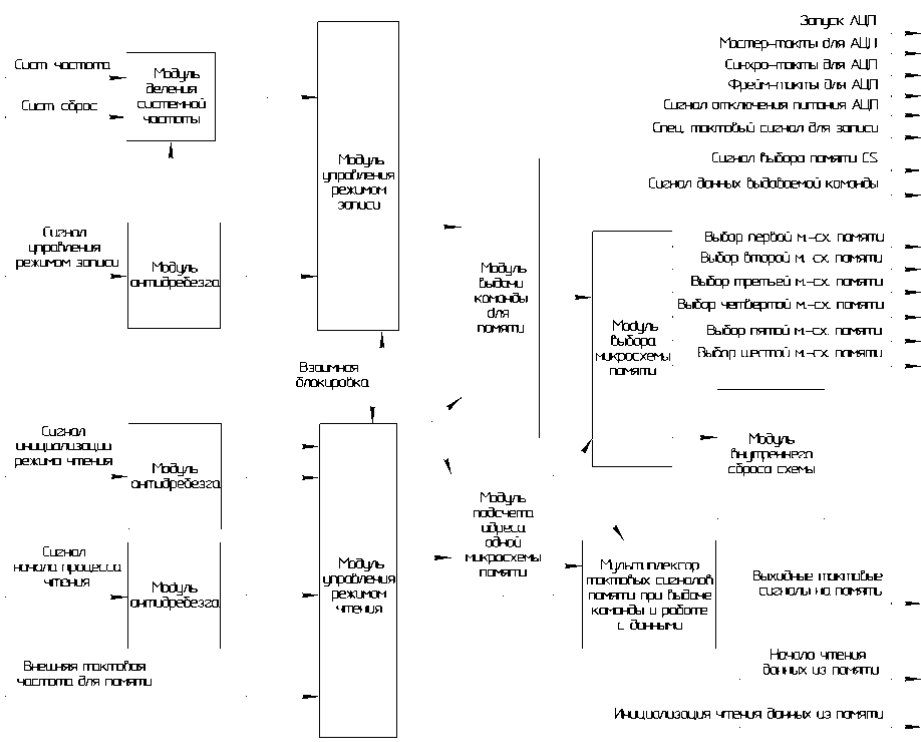 Сист частота
Сист сброс
Модуль
деления
системной
частоты
Сигнал
управления
режимом записи
Модуль
антидребезга
Модуль
управления
режимом
записи
Взаимная
блокировка
Сигнал
инициализации
режима чтения
Модуль
антидребезга
Сигнал
начала процесса
чтения
Модуль
антидребезга
Внешняя тактовая
частота для памяти
Модуль
управления
режимом
чтения
Модуль
выдачи
команды
для
памяти
Модуль
подсчета
адреса
одной
микросхемы
памяти
Модуль
выбора
микросхемы
памяти
Модуль
внутреннега
сброса схемы
Мультиплектор
тактовых сигналов
памяти при выдаче
команды и работе
с данными
Запуск АЦП
Мастер-такты для АЦП
Синхро-такты для АЦП
Фрейм-такты для АЦП
Сигнал отключения питания АЦП
Спец. тактовый сигнал для записи
Сигнал выбора памяти CS
Сигнал данных выдаваемой команды
Выбор первой м.-сх. памяти
Выбор второй м.-сх. памяти
Выбор третьей м.-сх. памяти
Выбор четвертой м.-сх. памяти
Выбор пятой м.-сх. памяти
Выбор шестой м.-сх. памяти
Выходные тактовые
сигналы на память
Начало чтения
данных из памяти
Инициализация чтения данных из памяти